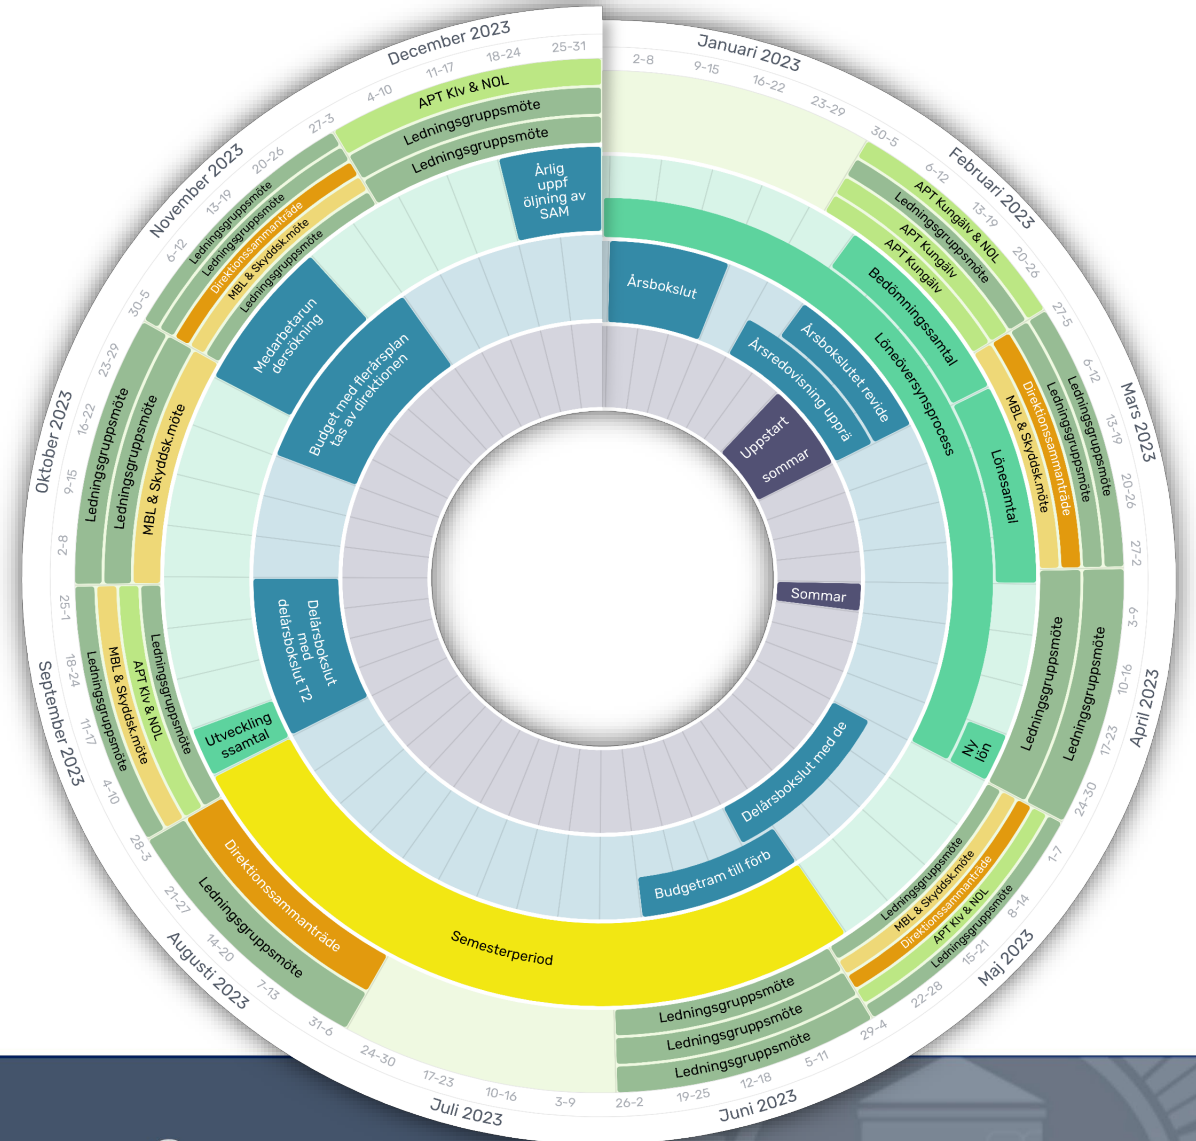 Januari 2023
2-8
9-15
16-22
23-29
Februari 2023
30-5
6-12
13-19
20-26
Mars 2023
27-5
6-12
13-19
20-26
27-2
April 2023
3-9
10-16
17-23
24-30
Maj 2023
1-7
8-14
15-21
22-28
Juni 2023
29-4
5-11
12-18
19-25
26-2
Juli 2023
3-9
10-16
17-23
24-30
Augusti 2023
31-6
7-13
14-20
21-27
September 2023
28-3
4-10
11-17
18-24
25-1
Oktober 2023
2-8
9-15
16-22
23-29
November 2023
30-5
6-12
13-19
20-26
December 2023
27-3
4-10
11-17
18-24
25-31
APT Kungälv & NOL
Ledningsgruppsmöte
APT Kungälv
APT Kungälv
Ledningsgruppsmöte
Ledningsgruppsmöte
Direktionssammanträde
MBL & Skyddsk.möte
Ledningsgruppsmöte
Ledningsgruppsmöte
Ledningsgruppsmöte
MBL & Skyddsk.möte
Direktionssammanträde
APT Klv & NOL
Ledningsgruppsmöte
Ledningsgruppsmöte
Ledningsgruppsmöte
Ledningsgruppsmöte
Direktionssammanträde
Ledningsgruppsmöte
Ledningsgruppsmöte
MBL & Skyddsk.möte
APT Klv & NOL
Ledningsgruppsmöte
Ledningsgruppsmöte
Ledningsgruppsmöte
MBL & Skyddsk.möte
Ledningsgruppsmöte
Ledningsgruppsmöte
Direktionssammanträde
MBL & Skyddsk.möte
Ledningsgruppsmöte
APT Klv & NOL
Ledningsgruppsmöte
Ledningsgruppsmöte
Bedömningssamtal
Löneöversynsprocess
Lönesamtal
Ny
lön
Semesterperiod
Utveckling
ssamtal
Medarbetarun
dersökning
Årlig
uppf
öljning av
SAM
Årsbokslut
Årsbokslutet revide
Årsredovisning upprä
Delårsbokslut med de
Budgetram till förb
Delårsbokslut
med
delårsbokslut T2
Budget med flerårsplan
tas av direktionen
Uppstart
sommar
Sommar